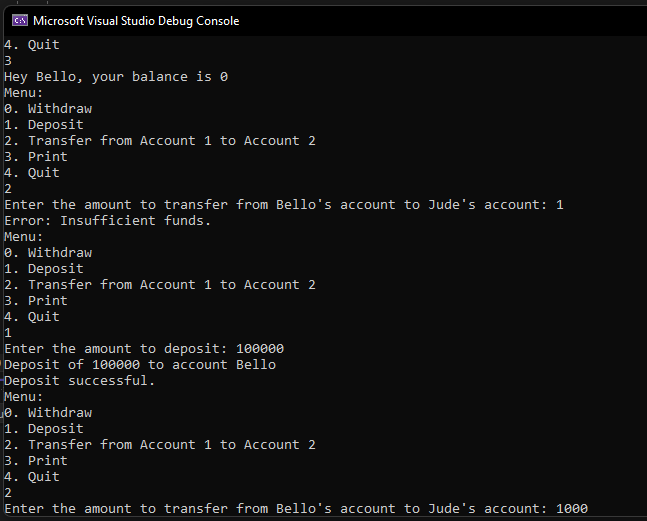 Microsoft Visual Studio Debug Console
4. Quit
3
Hey Bello, your balance is 0
Menu:
0. Withdraw
1. Deposit
2. Transfer from Account 1 to Account 2
3. Print
4. Quit
2
Enter the amount to transfer from Bello's account to Jude's account: 1
Error: Insufficient funds.
Menu:
0. Withdraw
1. Deposit
2. Transfer from Account 1 to Account 2
3. Print
4. Quit
1
Enter the amount to deposit: 100000
Deposit of 100000 to account Bello
Deposit successful.
Menu:
0. Withdraw
1. Deposit
2. Transfer from Account 1 to Account 2
3. Print
4. Quit
2
Enter the amount to transfer from Bello's account to Jude's account: 1000